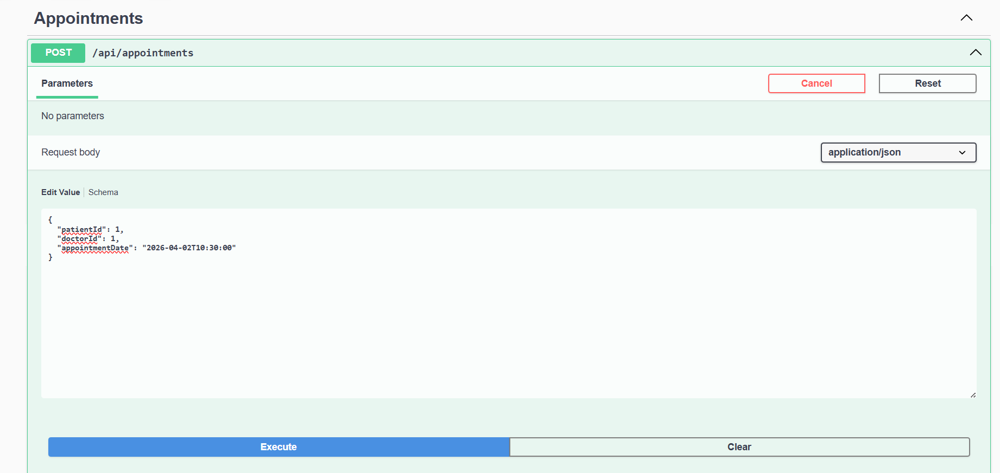 Appointments
POST /api/appointments
Parameters Cancel Reset
No parameters
Request body application/json
Edit Value Schema
{
  "patientId": 1,
  "doctorId": 1,
  "appointmentDate": "2026-04-02T10:30:00"
}
Execute Clear